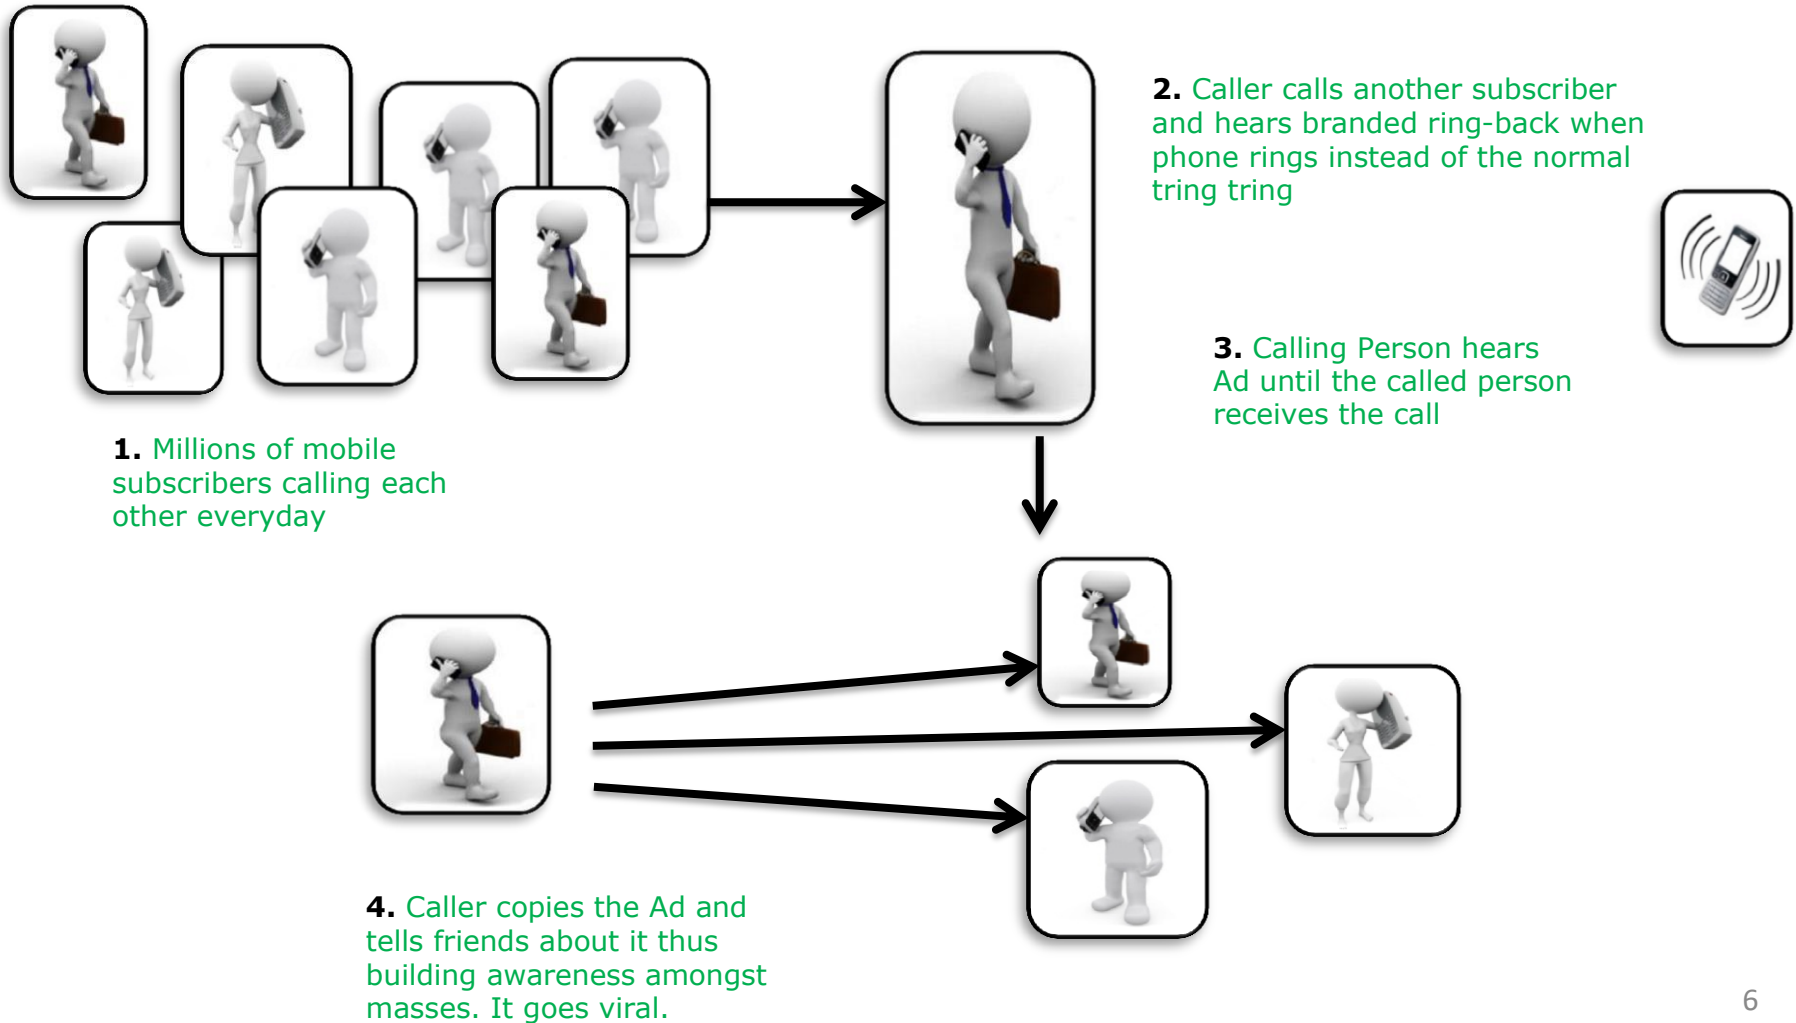 1. Millions of mobile
subscribers calling each
other everyday
2. Caller calls another subscriber
and hears branded ring-back when
phone rings instead of the normal
tring tring
3. Calling Person hears
Ad until the called person
receives the call
4. Caller copies the Ad and
tells friends about it thus
building awareness amongst
masses. It goes viral.
6